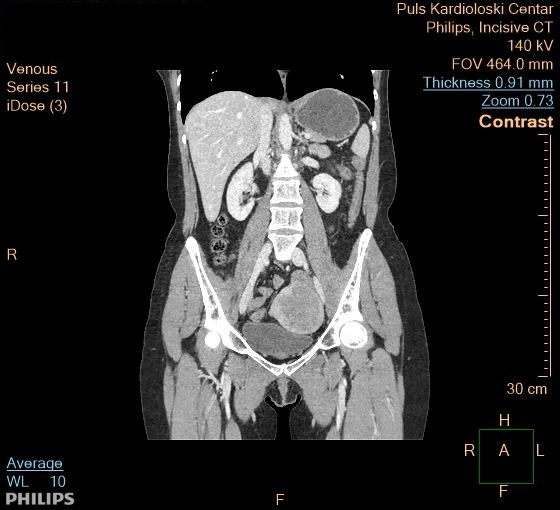 Puls Kardioloski Centar
Philips, Incisive CT
140 kV
FOV 464.0 mm
Thickness 0.91 mm
Zoom 0.73
Contrast
Venous
Series 11
iDose (3)
R
30 cm
H
R A L
F
Average
WL 10
PHILIPS
F